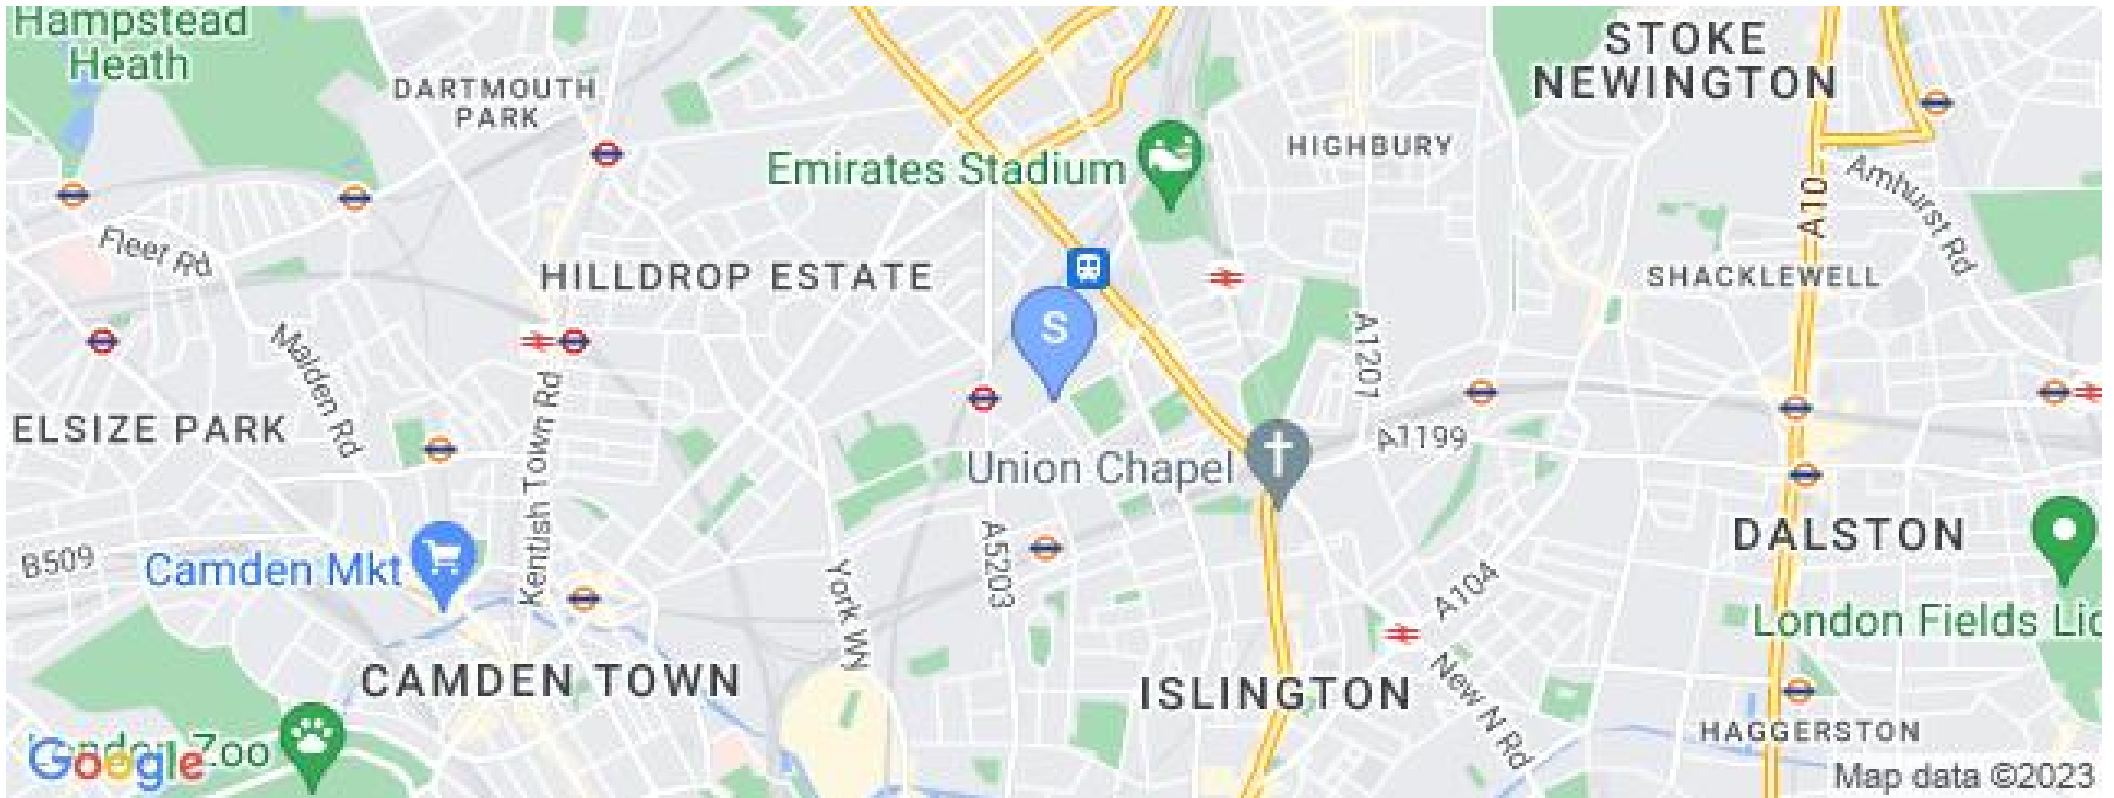 Hampstead
Heath
DARTMOUTH
PARK
STOKE
NEWINGTON
Emirates Stadium
HIGHBURY
Amhurst Rd
A10
Fleet Rd
HILLDROP ESTATE
SHACKLEWELL
S
Malden Rd
A1201
ELSIZE PARK
Kentish Town Rd
Union Chapel
A1199
B509
Camden Mkt
A5203
York Wy
DALSTON
A104
London Fields Lid
CAMDEN TOWN
ISLINGTON
New N Rd
HAGGERSTON
London Zoo
Google
Map data ©2023